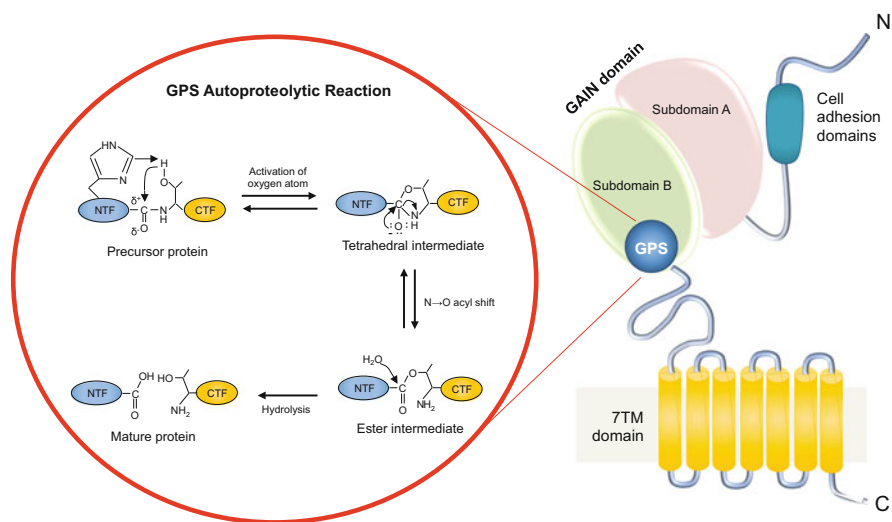 GPS Autoproteolytic Reaction
HN
N
H
O
NTF
δ+
C
N
H
CTF
δ-
O
Precursor protein
Activation of
oxygen atom
NTF
O
C
N
H
:O:
CTF
Tetrahedral intermediate
N→O acyl shift
H2O
NTF
C
O
O
NH2
CTF
Ester intermediate
Hydrolysis
NTF
OH
C
O
HO
NH2
CTF
Mature protein
GAIN domain
Subdomain A
Subdomain B
GPS
N
Cell
adhesion
domains
7TM
domain
C